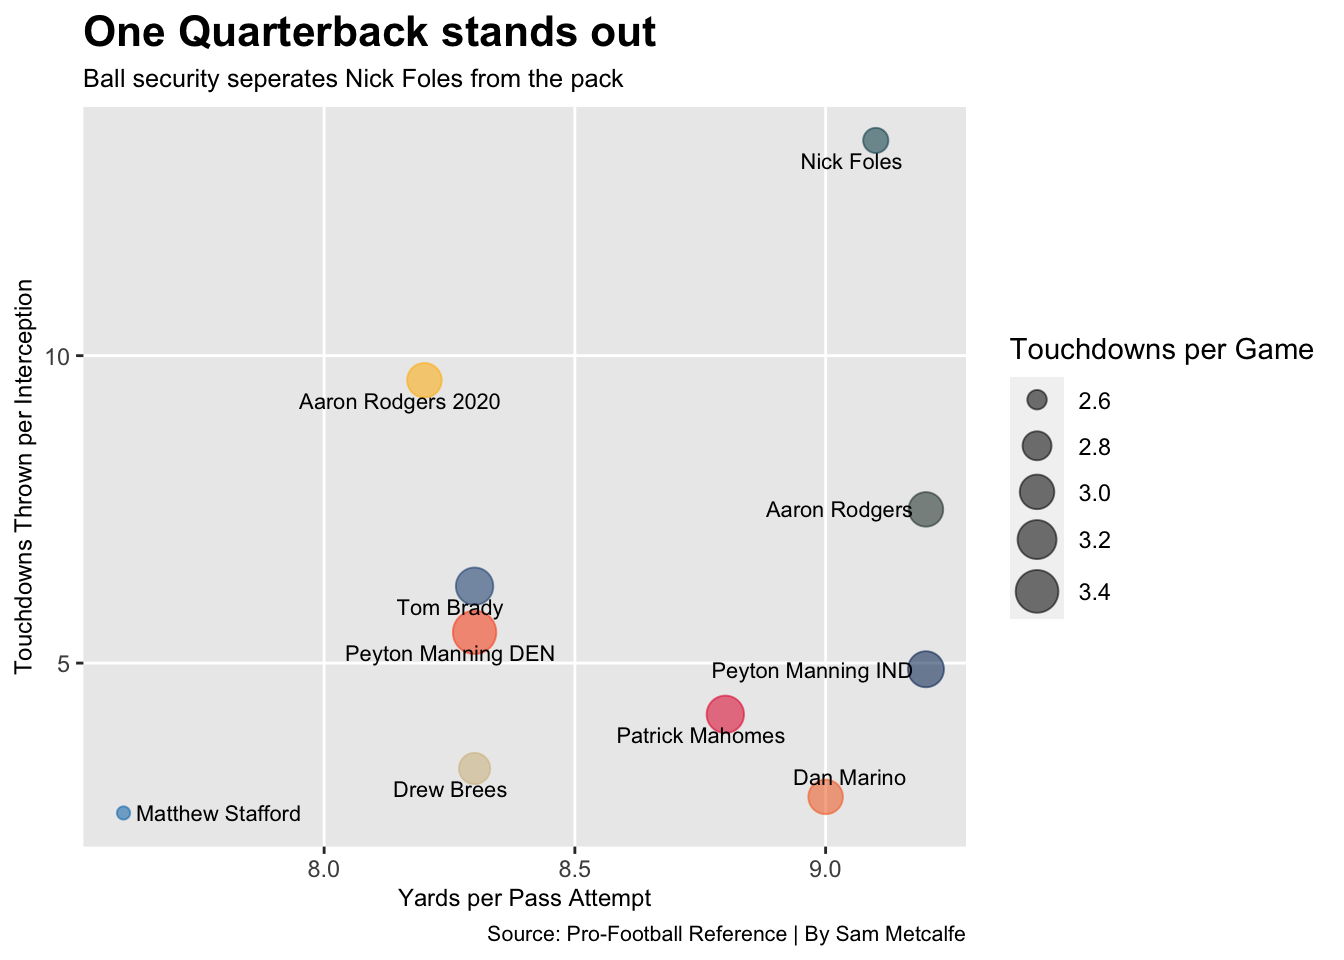 One Quarterback stands out
Ball security seperates Nick Foles from the pack
Touchdowns Thrown per Interception
10
5
Nick Foles
Aaron Rodgers 2020
Aaron Rodgers
Tom Brady
Peyton Manning DEN
Peyton Manning IND
Patrick Mahomes
Dan Marino
Drew Brees
Matthew Stafford
8.0
8.5
9.0
Yards per Pass Attempt
Touchdowns per Game
2.6
2.8
3.0
3.2
3.4
Source: Pro-Football Reference | By Sam Metcalfe